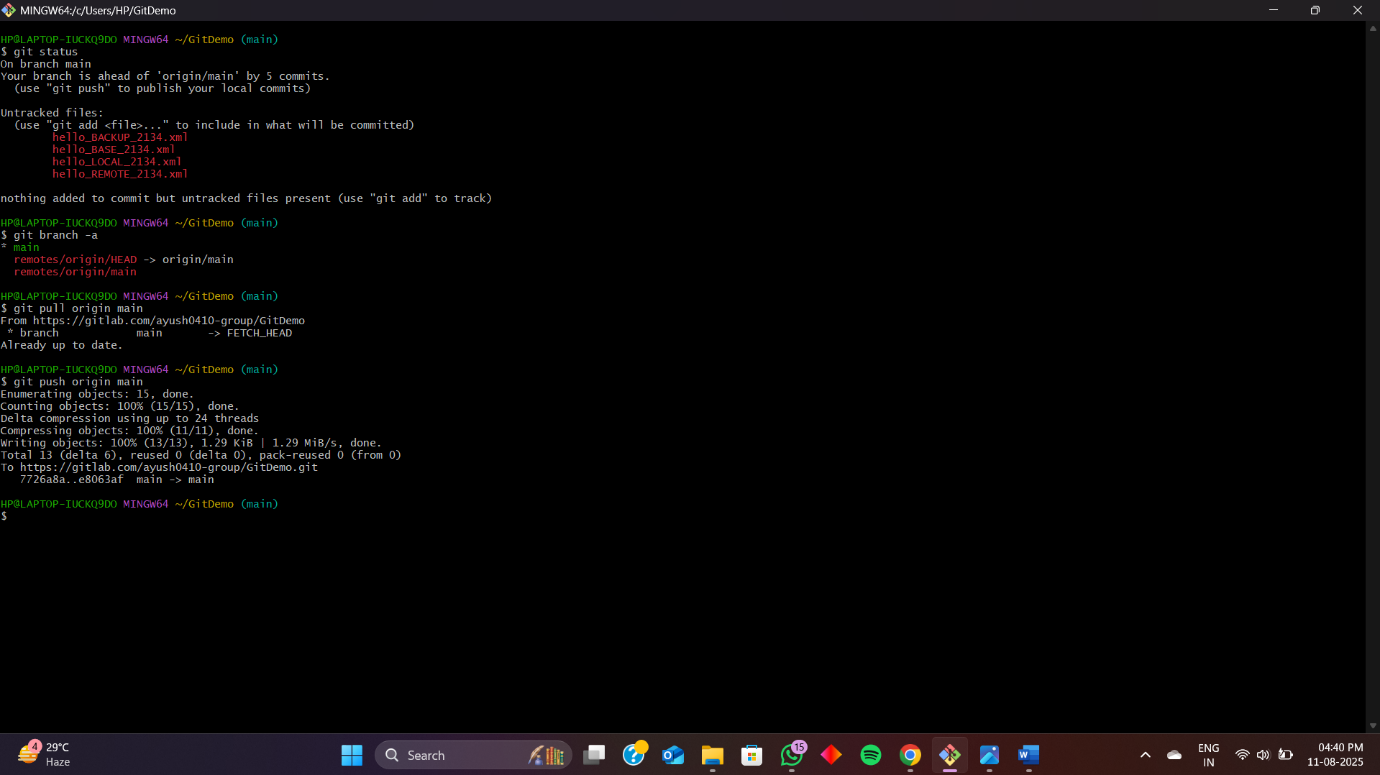 MINGW64:/c/Users/HP/GitDemo
HP@LAPTOP-IUCKQ9DO MINGW64 ~/GitDemo (main)
$ git status
On branch main
Your branch is ahead of 'origin/main' by 5 commits.
  (use "git push" to publish your local commits)
Untracked files:
  (use "git add <file>..." to include in what will be committed)
        hello_BACKUP_2134.xml
        hello_BASE_2134.xml
        hello_LOCAL_2134.xml
        hello_REMOTE_2134.xml
nothing added to commit but untracked files present (use "git add" to track)
HP@LAPTOP-IUCKQ9DO MINGW64 ~/GitDemo (main)
$ git branch -a
* main
  remotes/origin/HEAD -> origin/main
  remotes/origin/main
HP@LAPTOP-IUCKQ9DO MINGW64 ~/GitDemo (main)
$ git pull origin main
From https://gitlab.com/ayush0410-group/GitDemo
 * branch            main       -> FETCH_HEAD
Already up to date.
HP@LAPTOP-IUCKQ9DO MINGW64 ~/GitDemo (main)
$ git push origin main
Enumerating objects: 15, done.
Counting objects: 100% (15/15), done.
Delta compression using up to 24 threads
Compressing objects: 100% (11/11), done.
Writing objects: 100% (13/13), 1.29 KiB | 1.29 MiB/s, done.
Total 13 (delta 6), reused 0 (delta 0), pack-reused 0 (from 0)
To https://gitlab.com/ayush0410-group/GitDemo.git
   7726a8a..e8063af  main -> main
HP@LAPTOP-IUCKQ9DO MINGW64 ~/GitDemo (main)
$
4
29°C
Haze
Search
15
ENG
IN
04:40 PM
11-08-2025